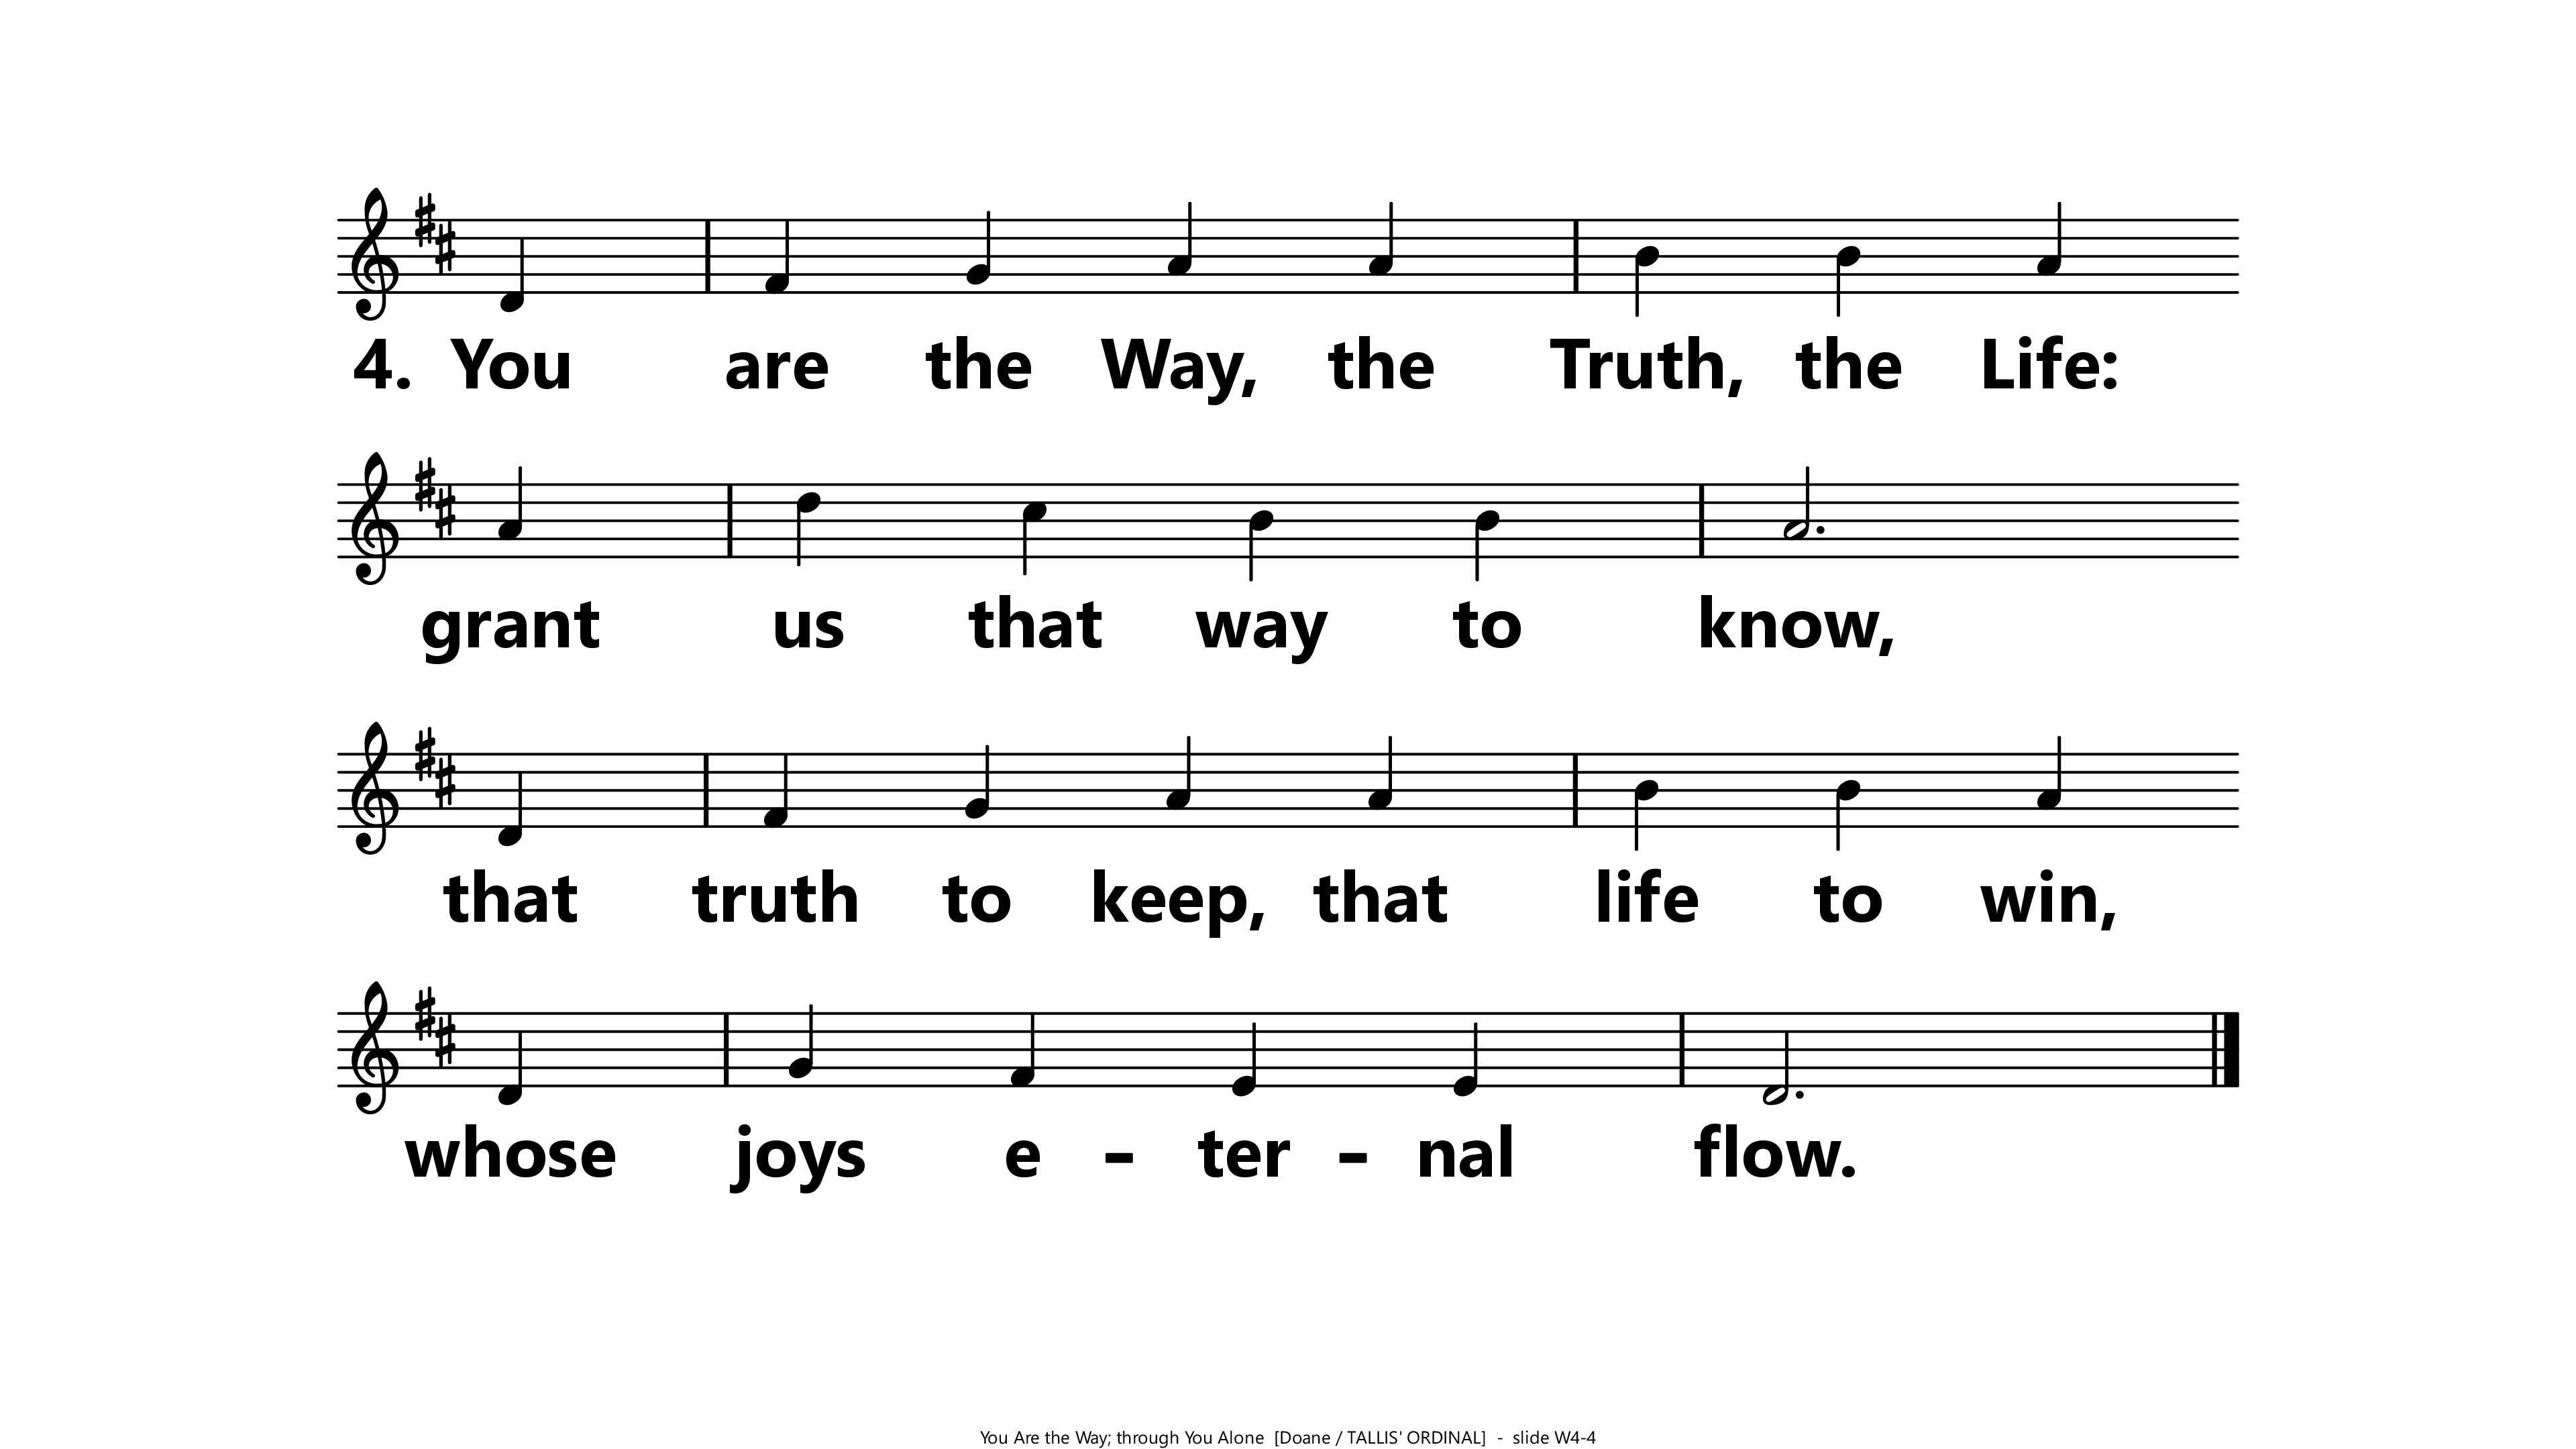 4. You are the Way, the Truth, the Life:
grant us that way to know,
that truth to keep, that life to win,
whose joys e - ter - nal flow.
You Are the Way; through You Alone [Doane / TALLIS' ORDINAL] - slide W4-4